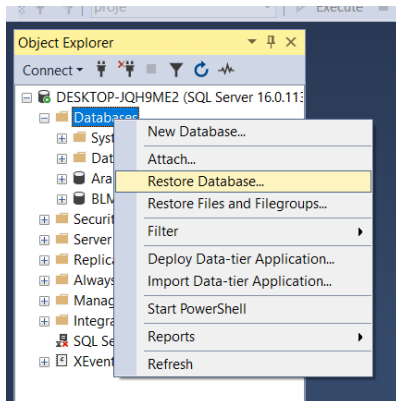 proje
Execute
Object Explorer
Connect
DESKTOP-JQH9ME2 (SQL Server 16.0.113
Databases
New Database...
Attach...
Restore Database...
Restore Files and Filegroups...
Filter
Deploy Data-tier Application...
Import Data-tier Application...
Start PowerShell
Reports
Refresh
Syst
Dat
Ara
BLM
Securit
Server
Replica
Always
Manag
Integra
SQL Se
XEvent